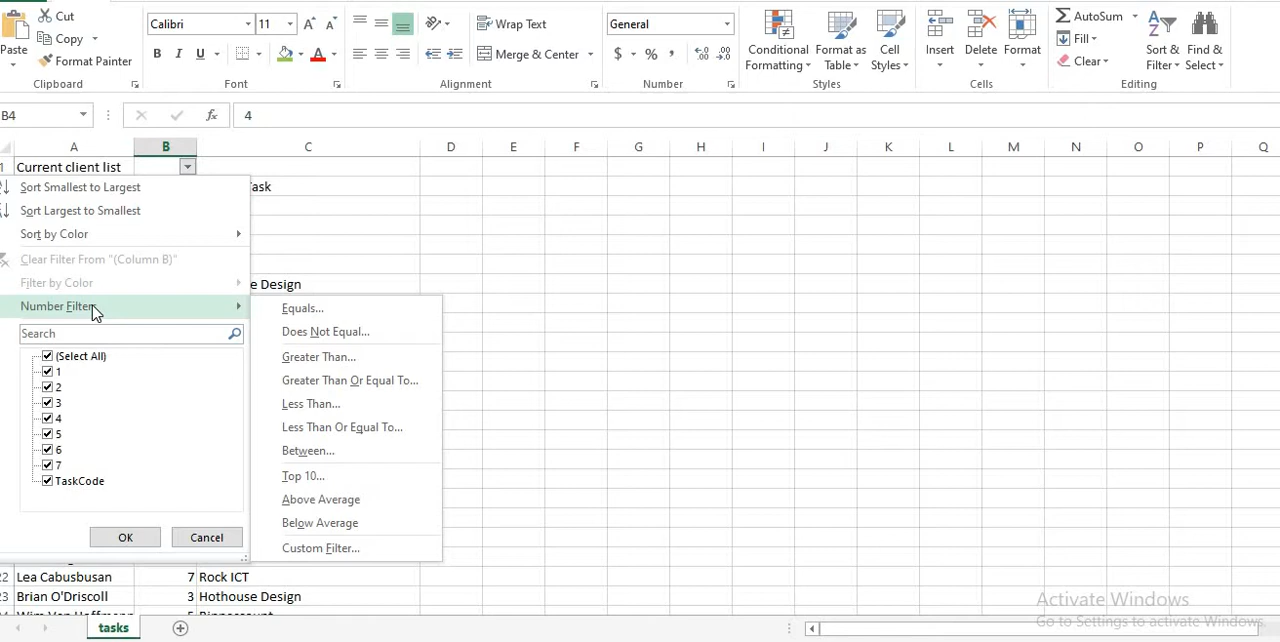 Cut
Calibri 11
Wrap Text
General
AutoSum
Paste
Copy
Fill
Format Painter
B I U
Merge & Center
$ % ,
Conditional Formatting
Format as Table
Cell Styles
Insert
Delete
Format
Clear
Sort & Filter
Find & Select
Clipboard
Font
Alignment
Number
Styles
Cells
Editing
B4
fx
4
A B C D E F G H I J K L M N O P Q
1 Current client list
Sort Smallest to Largest
Task
Sort Largest to Smallest
Sort by Color
Clear Filter From "(Column B)"
Filter by Color
e Design
Number Filters
Equals...
Search
Does Not Equal...
(Select All)
Greater Than...
1
2
Greater Than Or Equal To...
3
Less Than...
4
5
Less Than Or Equal To...
6
Between...
7
TaskCode
Top 10...
Above Average
Below Average
OK
Cancel
Custom Filter...
22 Lea Cabusbusan 7 Rock ICT
23 Brian O'Driscoll 3 Hothouse Design
Activate Windows
Go to Settings to activate Windows.
tasks